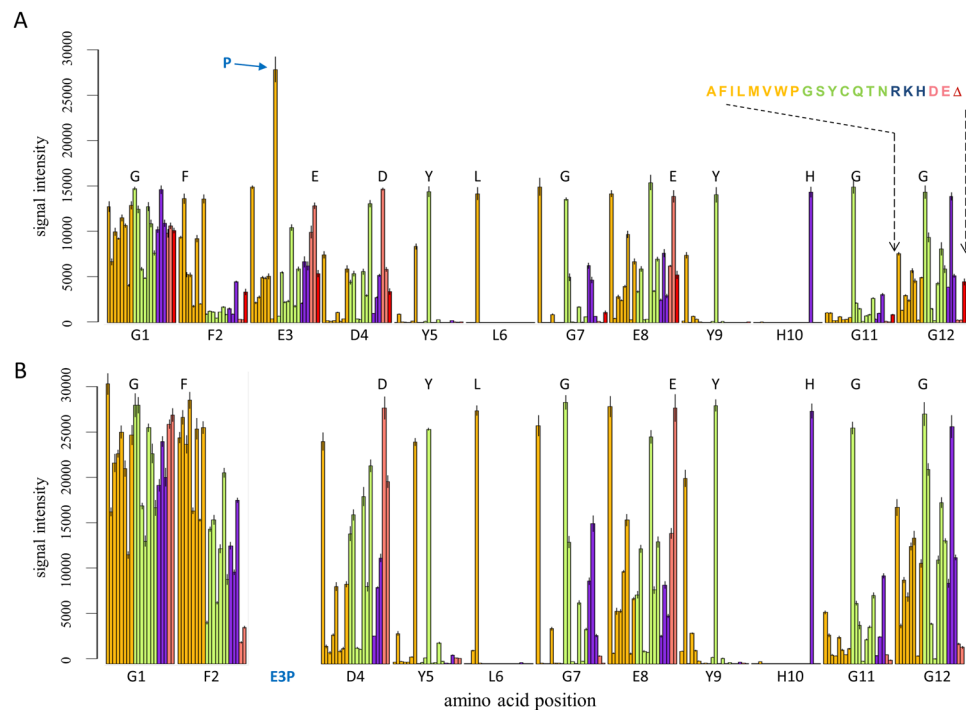 A
30000
25000
20000
15000
10000
5000
0
signal intensity
P
AFILMVWPGSYCQTNRKHDEΔ
G F E D Y L G E Y H G G
G1 F2 E3 D4 Y5 L6 G7 E8 Y9 H10 G11 G12
B
30000
25000
20000
15000
10000
5000
0
signal intensity
G F D Y L G E Y H G G
G1 F2 E3P D4 Y5 L6 G7 E8 Y9 H10 G11 G12
amino acid position